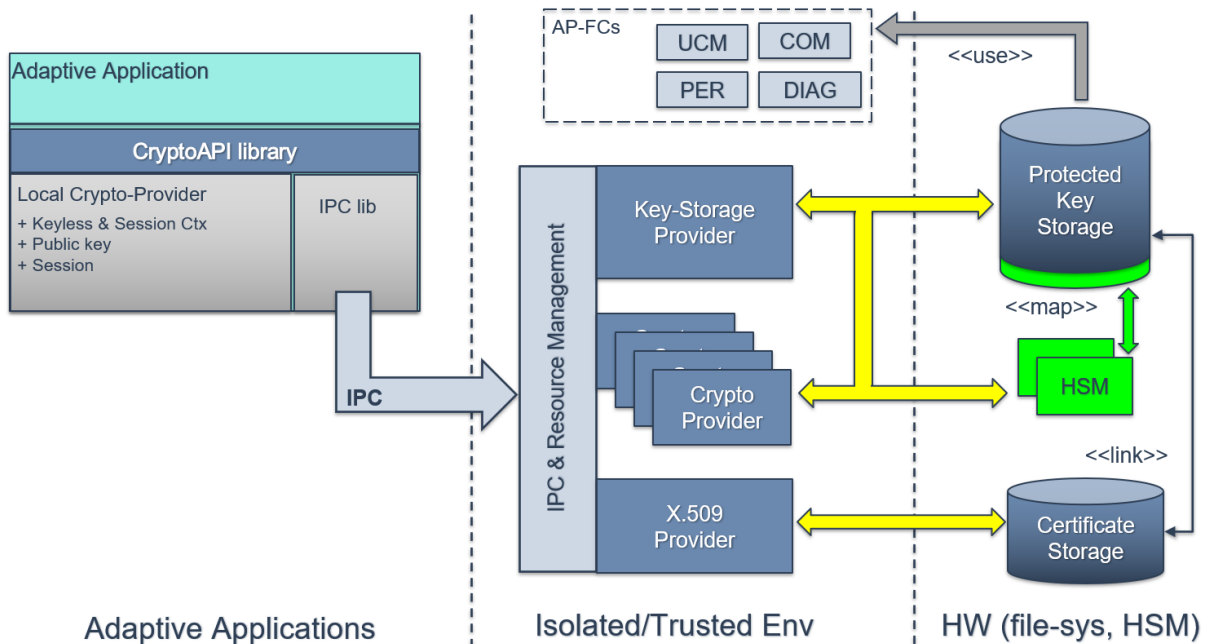 AP-FCs
UCM
COM
PER
DIAG
<<use>>
Adaptive Application
CryptoAPI library
Local Crypto-Provider
+ Keyless & Session Ctx
+ Public key
+ Session
IPC lib
IPC
IPC & Resource Management
Key-Storage
Provider
Crypto
Provider
X.509
Provider
Protected
Key
Storage
<<map>>
HSM
<<link>>
Certificate
Storage
Adaptive Applications
Isolated/Trusted Env
HW (file-sys, HSM)